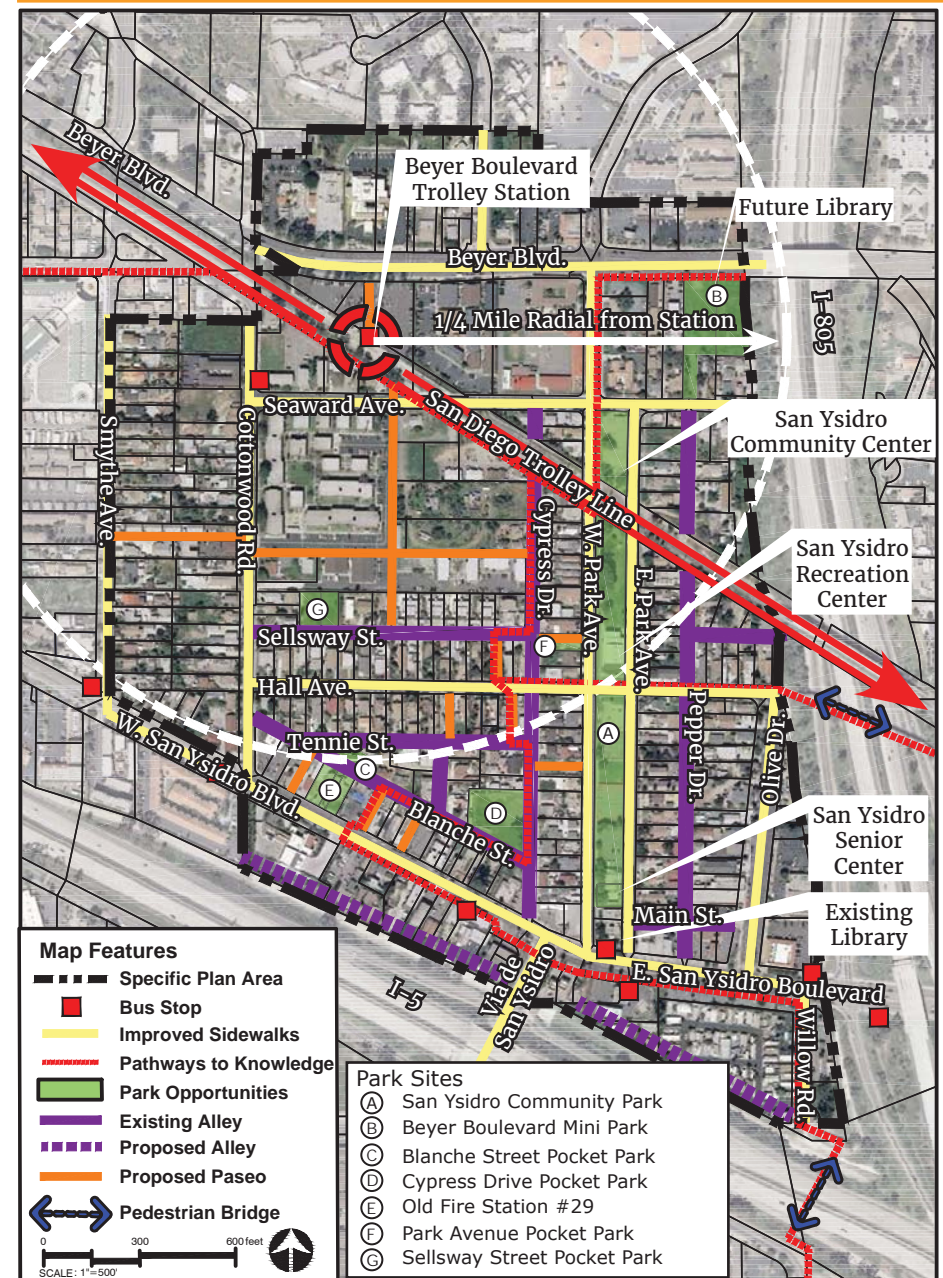 Beyer Blvd.
Beyer Boulevard
Trolley Station
Future Library
Beyer Blvd.
B
1/4 Mile Radial from Station
I-805
Seaward Ave.
San Diego Trolley Line
San Ysidro
Community Center
Smythe Ave.
Cottonwood Rd.
Cypress Dr.
W. Park Ave.
E. Park Ave.
San Ysidro
Recreation
Center
G
Sellsway St.
F
Hall Ave.
Pepper Dr.
Olive Dr.
A
Tennie St.
C
W. San Ysidro Blvd.
E
D
Blanche St.
San Ysidro
Senior
Center
Main St.
Existing
Library
E. San Ysidro Boulevard
Via de
San Ysidro
I-5
Willow Rd.
Map Features
Specific Plan Area
Bus Stop
Improved Sidewalks
Pathways to Knowledge
Park Opportunities
Existing Alley
Proposed Alley
Proposed Paseo
Pedestrian Bridge
0 300 600 feet
SCALE: 1"=500'
Park Sites
A San Ysidro Community Park
B Beyer Boulevard Mini Park
C Blanche Street Pocket Park
D Cypress Drive Pocket Park
E Old Fire Station #29
F Park Avenue Pocket Park
G Sellsway Street Pocket Park